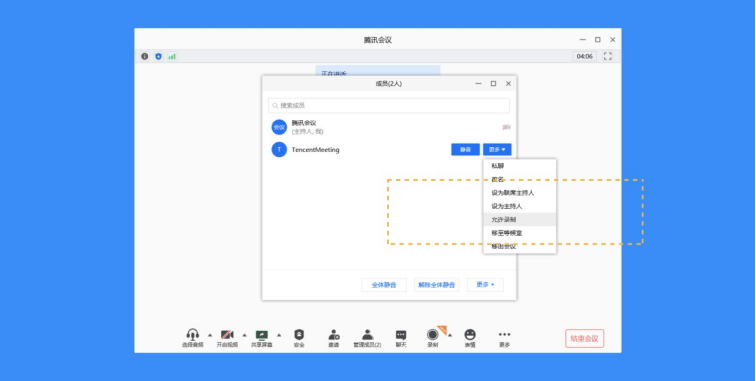 腾讯会议
04:06
正在讲话:
成员(2人)
搜索成员
会议
腾讯会议
(主持人, 我)
T
TencentMeeting
静音
更多
私聊
改名
设为联席主持人
设为主持人
允许录制
移至等候室
移出会议
全体静音
解除全体静音
更多
选择音频
开启视频
共享屏幕
安全
邀请
管理成员(2)
聊天
录制
表情
更多
结束会议